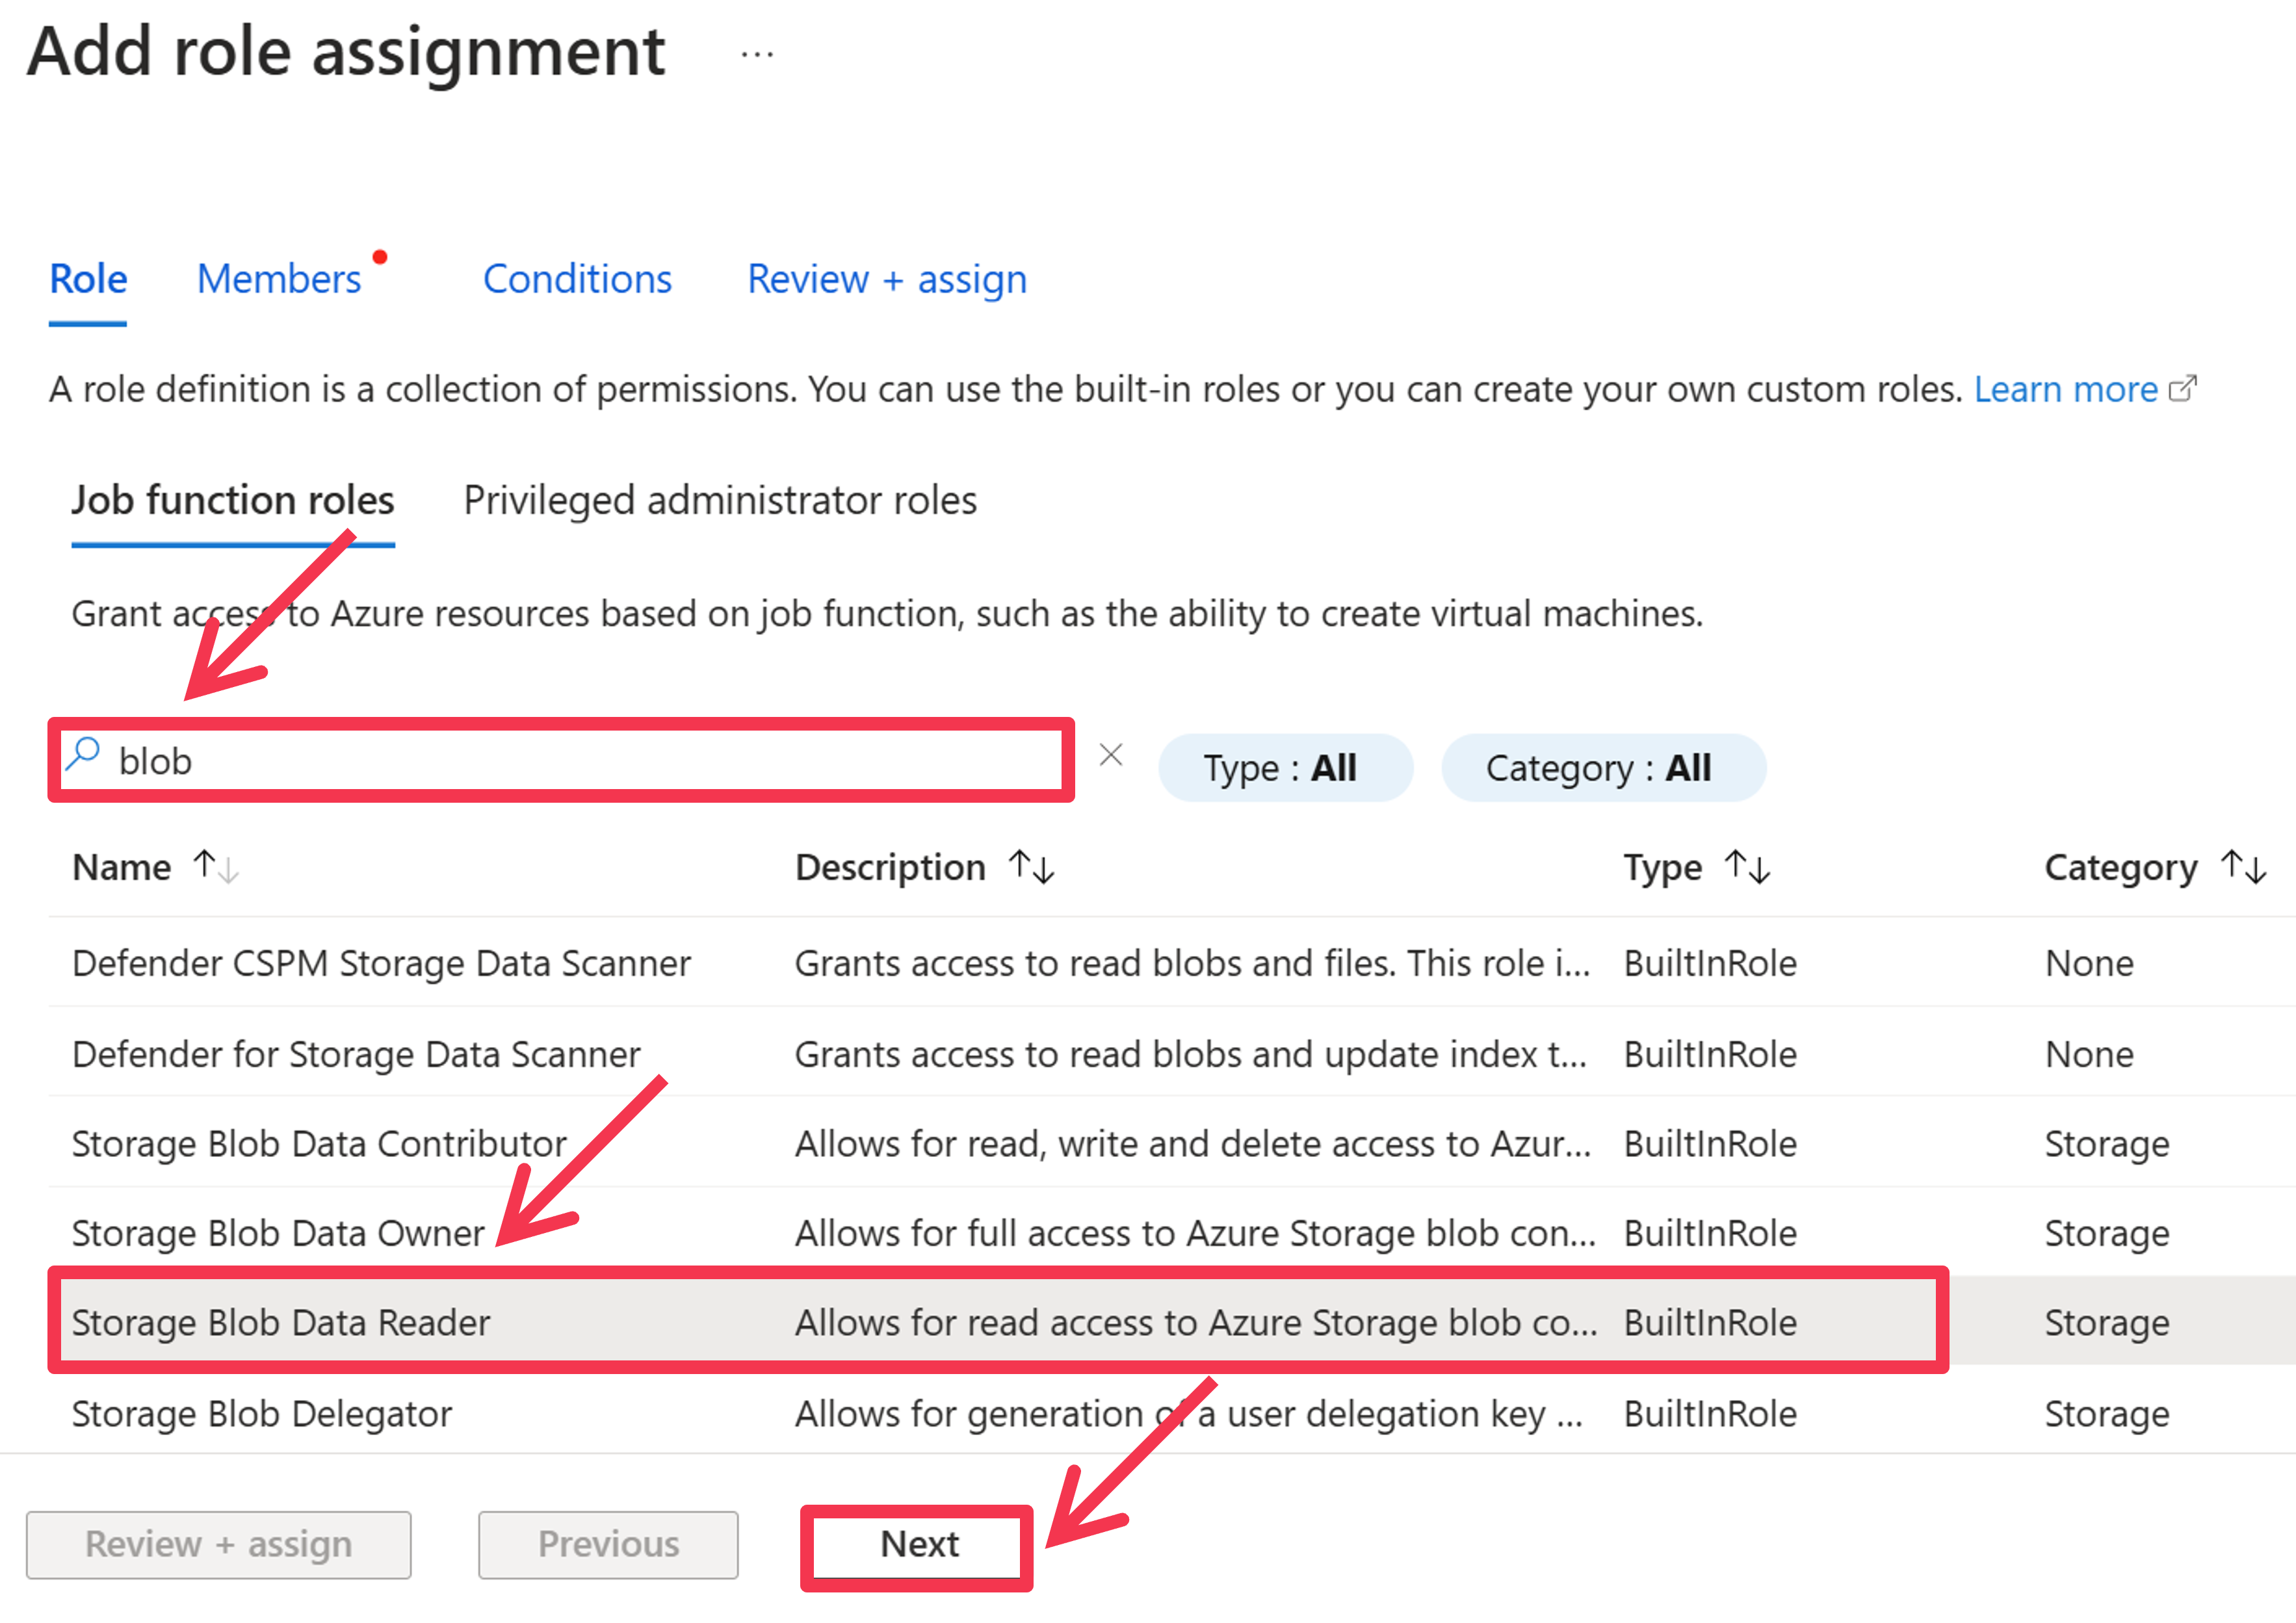 Add role assignment ...
Role Members Conditions Review + assign
A role definition is a collection of permissions. You can use the built-in roles or you can create your own custom roles. Learn more
Job function roles Privileged administrator roles
Grant access to Azure resources based on job function, such as the ability to create virtual machines.
blob Type : All Category : All
Name Description Type Category
Defender CSPM Storage Data Scanner Grants access to read blobs and files. This role i... BuiltInRole None
Defender for Storage Data Scanner Grants access to read blobs and update index t... BuiltInRole None
Storage Blob Data Contributor Allows for read, write and delete access to Azur... BuiltInRole Storage
Storage Blob Data Owner Allows for full access to Azure Storage blob con... BuiltInRole Storage
Storage Blob Data Reader Allows for read access to Azure Storage blob co... BuiltInRole Storage
Storage Blob Delegator Allows for generation of a user delegation key ... BuiltInRole Storage
Review + assign Previous Next